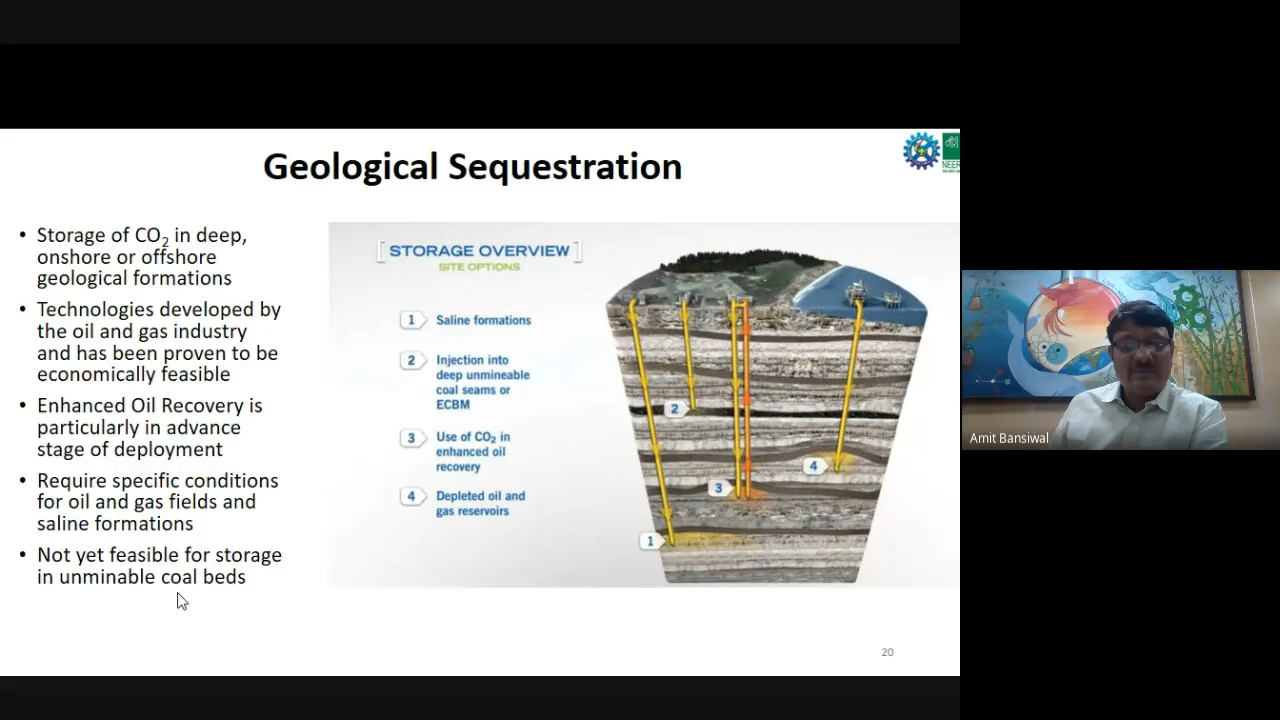 Geological Sequestration
• Storage of CO₂ in deep,
onshore or offshore
geological formations
• Technologies developed by
the oil and gas industry
and has been proven to be
economically feasible
• Enhanced Oil Recovery is
particularly in advance
stage of deployment
• Require specific conditions
for oil and gas fields and
saline formations
• Not yet feasible for storage
in unminable coal beds
[ STORAGE OVERVIEW ]
SITE OPTIONS
1 Saline formations
2 Injection into
deep unmineable
coal seams or
ECBM
3 Use of CO₂ in
enhanced oil
recovery
4 Depleted oil and
gas reservoirs
2
4
3
1
20
Amit Bansiwal